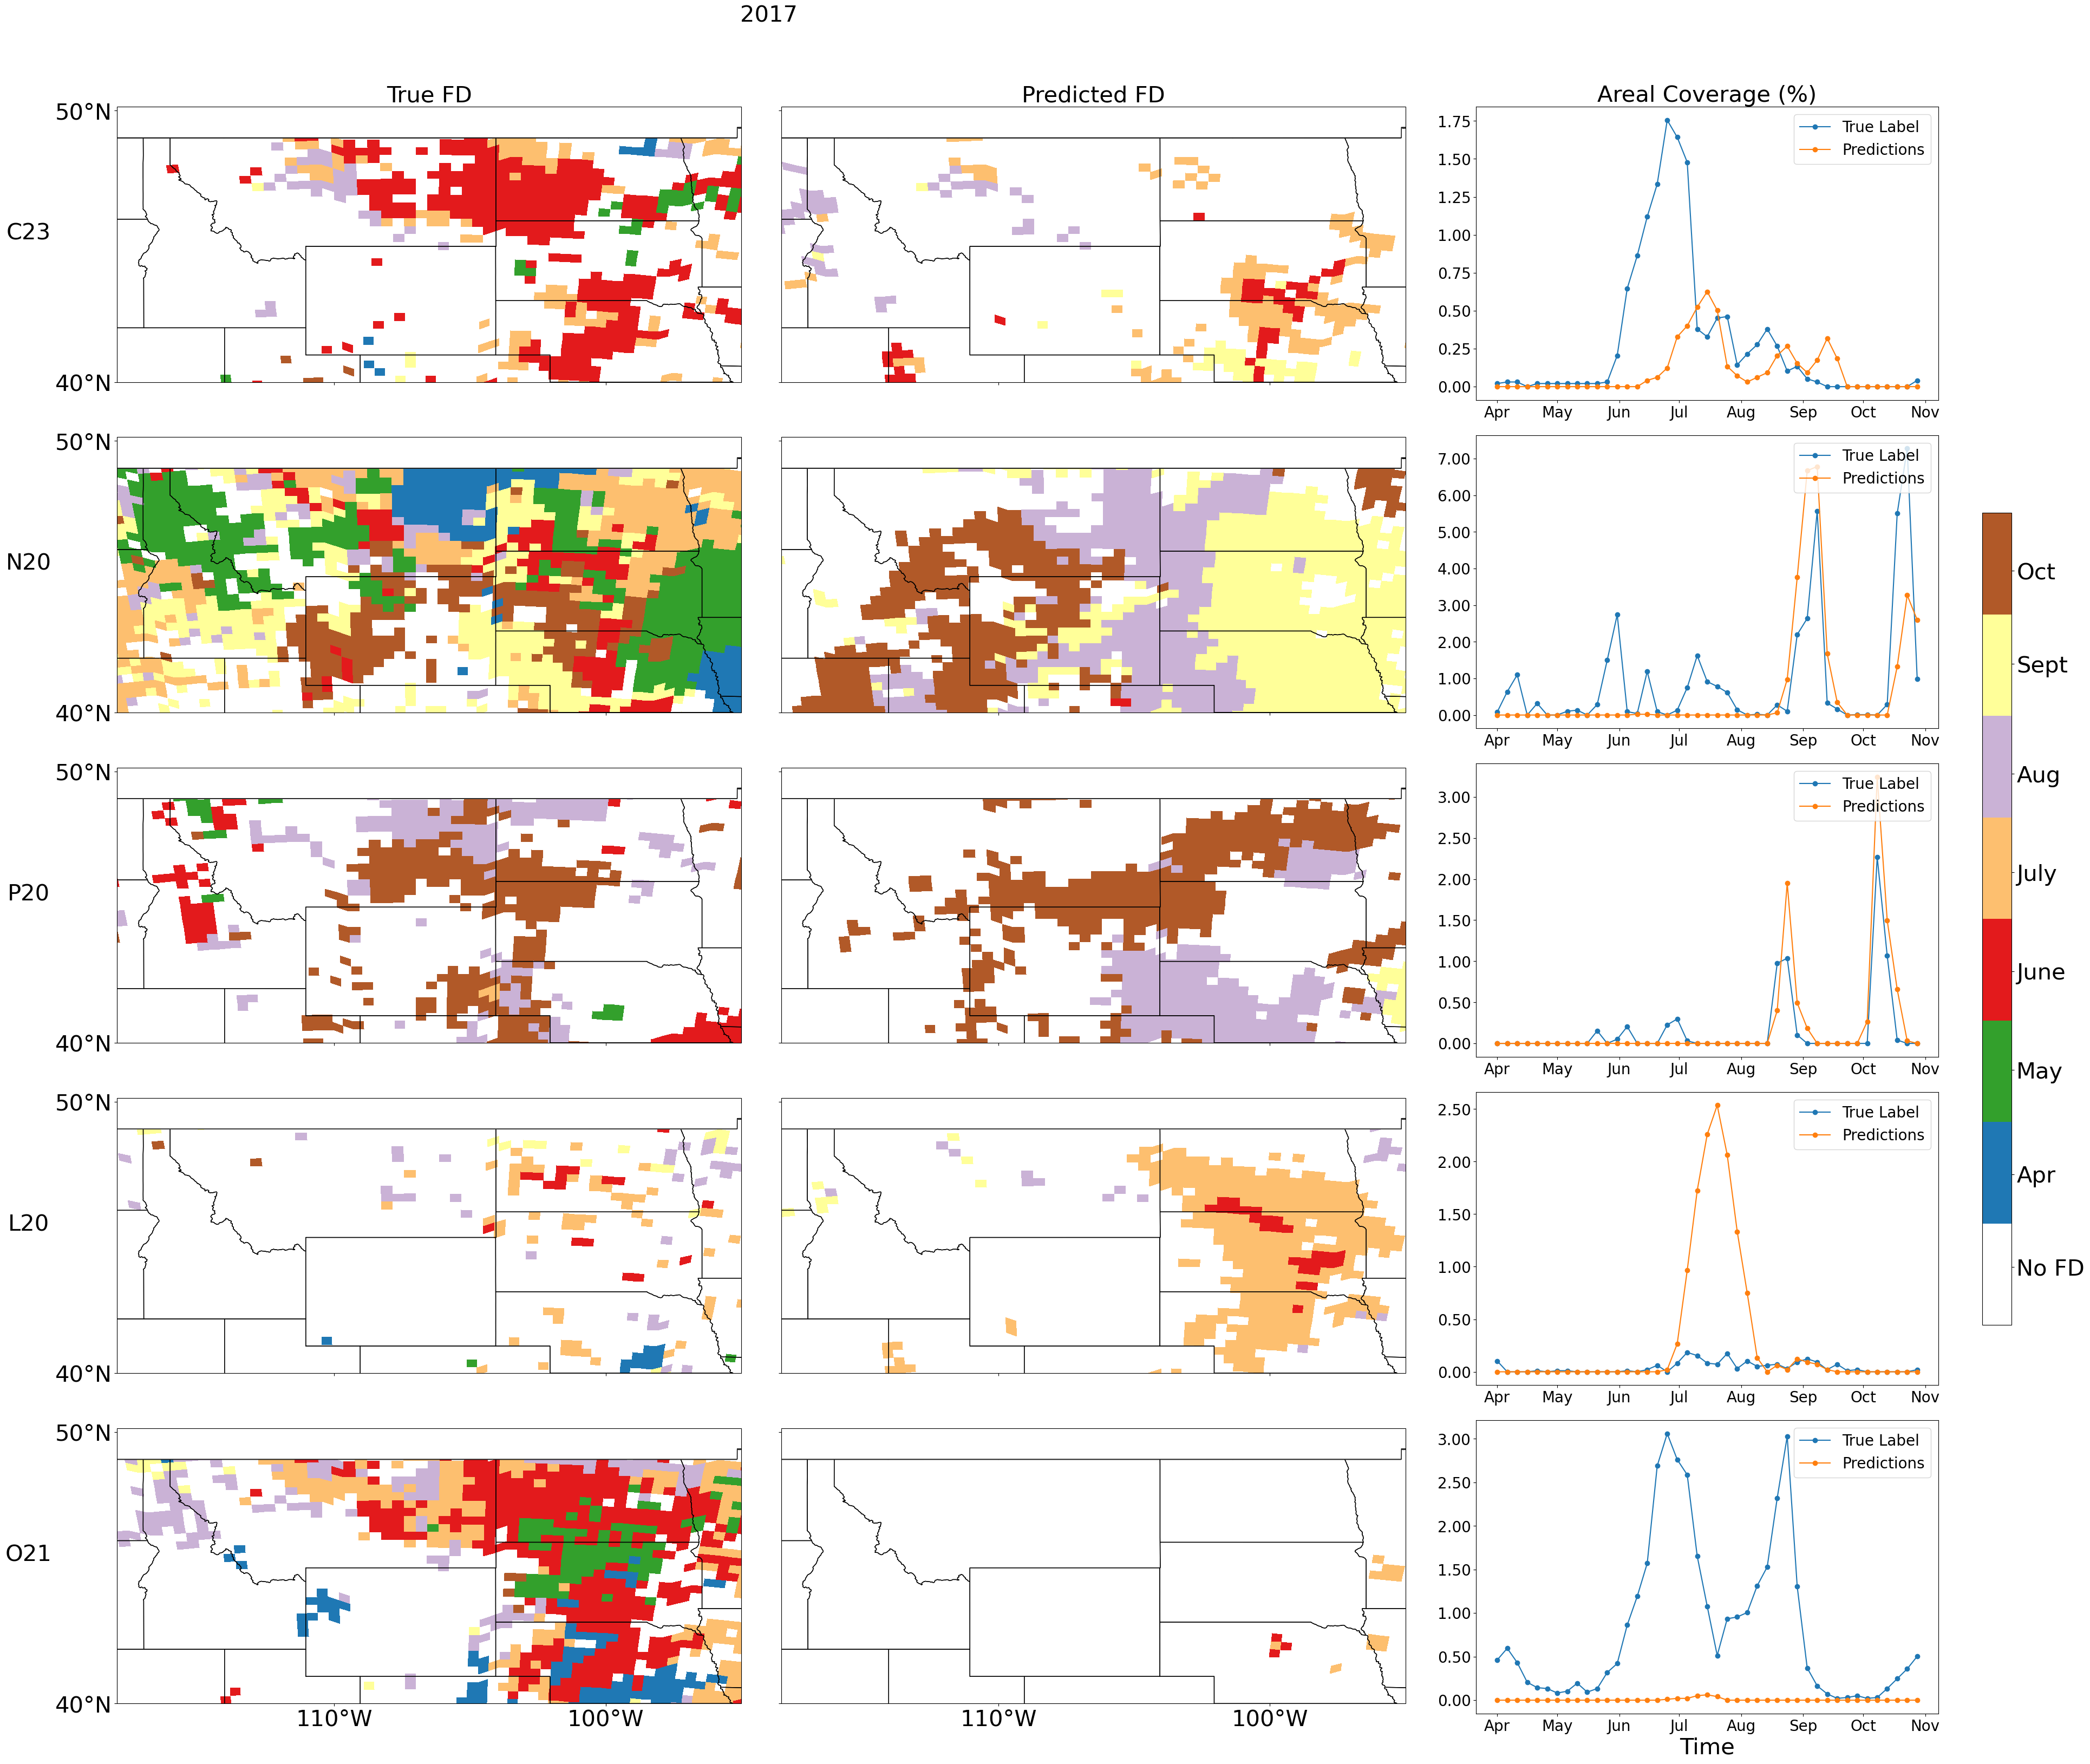 2017
True FD
Predicted FD
Areal Coverage (%)
C23
50°N
40°N
1.75
1.50
1.25
1.00
0.75
0.50
0.25
0.00
True Label
Predictions
Apr May Jun Jul Aug Sep Oct Nov
N20
50°N
40°N
7.00
6.00
5.00
4.00
3.00
2.00
1.00
0.00
True Label
Predictions
Apr May Jun Jul Aug Sep Oct Nov
P20
50°N
40°N
3.00
2.50
2.00
1.50
1.00
0.50
0.00
True Label
Predictions
Apr May Jun Jul Aug Sep Oct Nov
L20
50°N
40°N
2.50
2.00
1.50
1.00
0.50
0.00
True Label
Predictions
Apr May Jun Jul Aug Sep Oct Nov
O21
50°N
40°N
110°W 100°W
110°W 100°W
3.00
2.50
2.00
1.50
1.00
0.50
0.00
True Label
Predictions
Apr May Jun Jul Aug Sep Oct Nov
Time
Oct
Sept
Aug
July
June
May
Apr
No FD